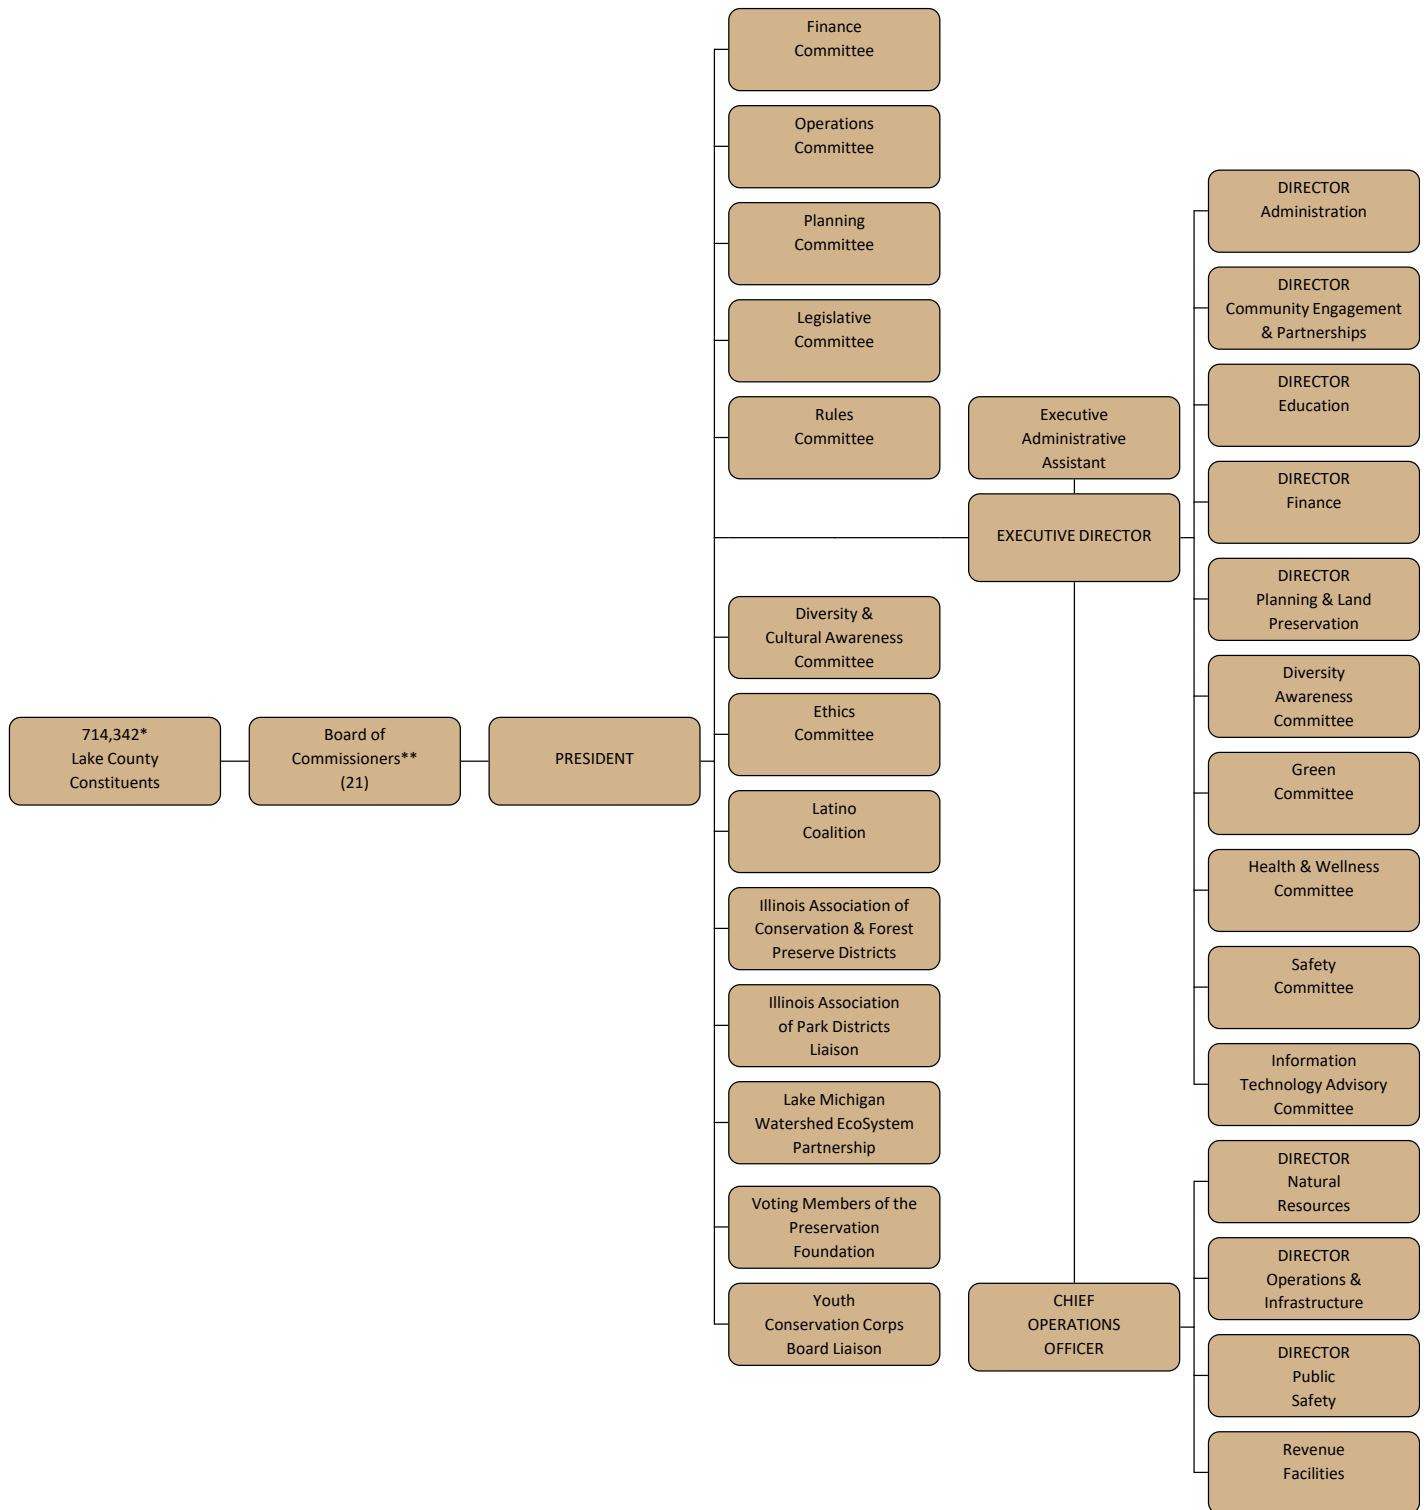 714,342*
Lake County
Constituents
Board of
Commissioners**
(21)
PRESIDENT
Finance
Committee
Operations
Committee
Planning
Committee
Legislative
Committee
Rules
Committee
Diversity &
Cultural Awareness
Committee
Ethics
Committee
Latino
Coalition
Illinois Association of
Conservation & Forest
Preserve Districts
Illinois Association
of Park Districts
Liaison
Lake Michigan
Watershed EcoSystem
Partnership
Voting Members of the
Preservation
Foundation
Youth
Conservation Corps
Board Liaison
Executive
Administrative
Assistant
EXECUTIVE DIRECTOR
CHIEF
OPERATIONS
OFFICER
DIRECTOR
Administration
DIRECTOR
Community Engagement
& Partnerships
DIRECTOR
Education
DIRECTOR
Finance
DIRECTOR
Planning & Land
Preservation
Diversity
Awareness
Committee
Green
Committee
Health & Wellness
Committee
Safety
Committee
Information
Technology Advisory
Committee
DIRECTOR
Natural
Resources
DIRECTOR
Operations &
Infrastructure
DIRECTOR
Public
Safety
Revenue
Facilities